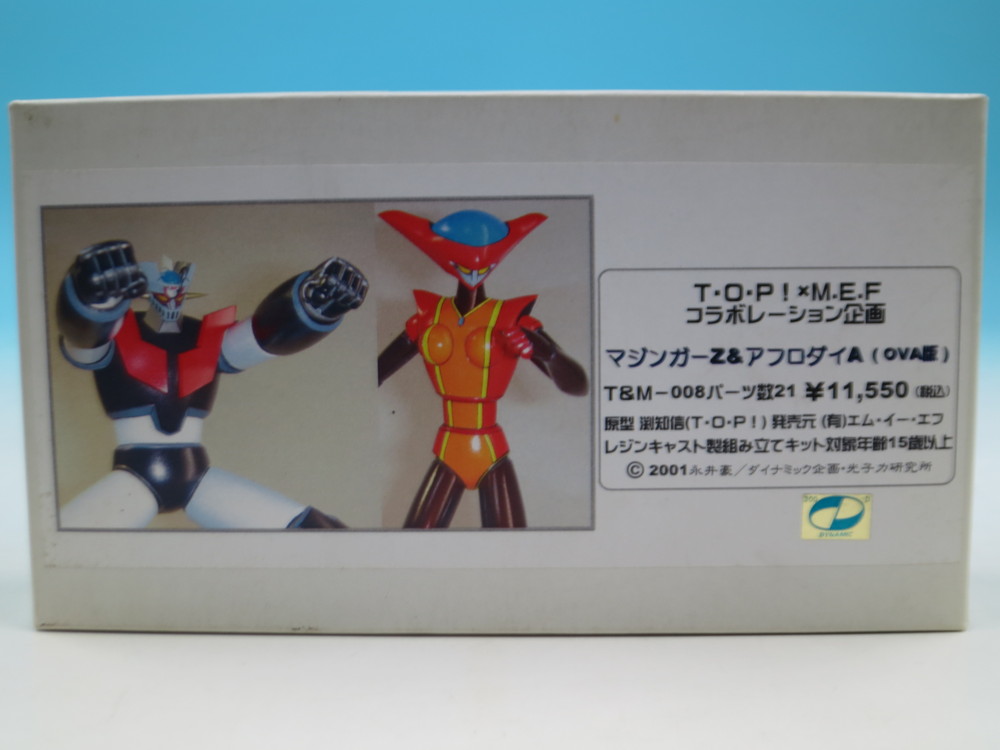 T・O・P！×M.E.F
コラボレーション企画
マジンガーZ&アフロダイA（OVA版）
T&M－008パーツ数21 ￥11,550（税込）
原型 渕知信(T・O・P！) 発売元 (有)エム・イー・エフ
レジンキャスト製組み立てキット対象年齢15歳以上
© 2001永井豪／ダイナミック企画・光子力研究所
DYNAMIC